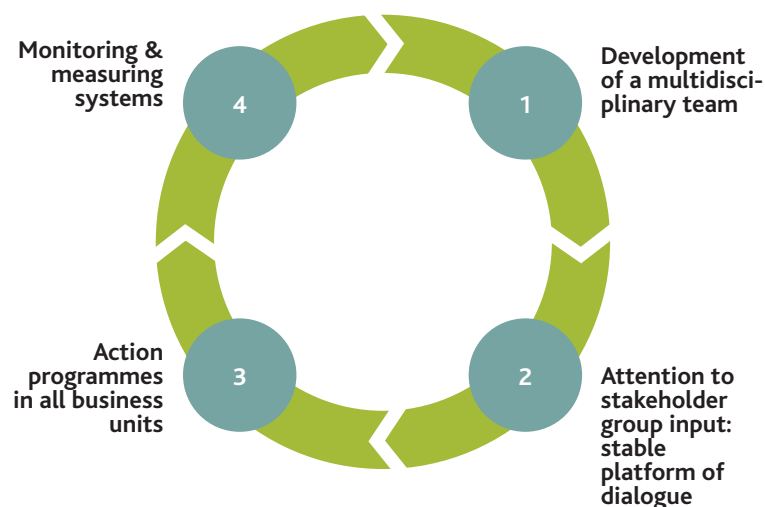 Monitoring &
measuring
systems
4
1
Development
of a multidisci-
plinary team
Action
programmes
in all business
units
3
2
Attention to
stakeholder
group input:
stable
platform of
dialogue